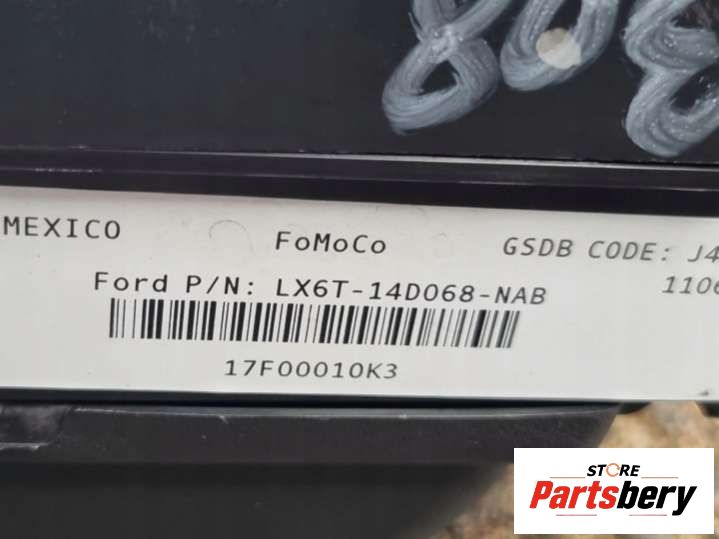 MEXICO FoMoCo GSDB CODE: J4
Ford P/N: LX6T-14D068-NAB 1106
17F00010K3
STORE
Partsbery